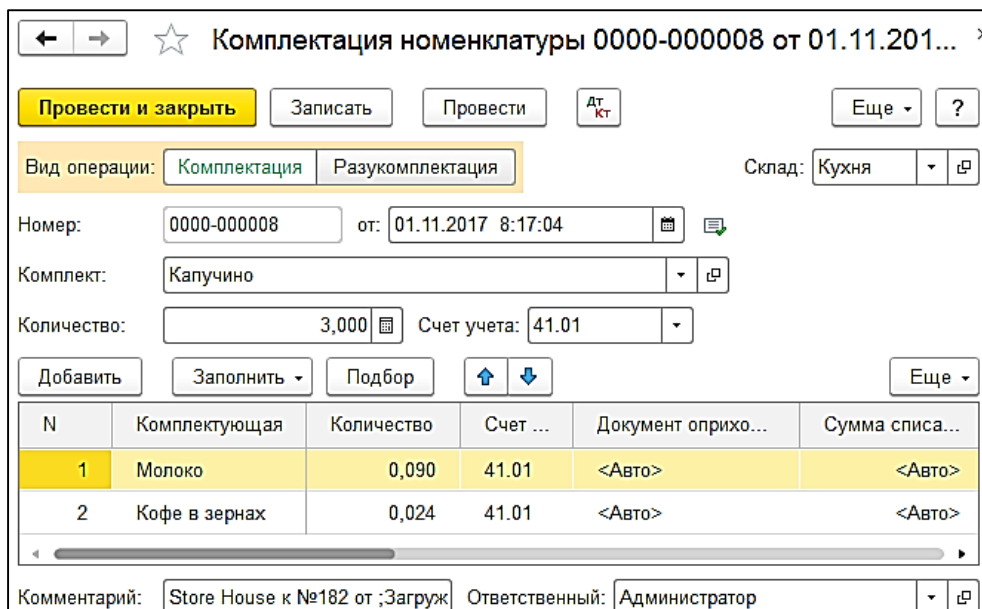 Комплектация номенклатуры 0000-000008 от 01.11.201...
Провести и закрыть Записать Провести Дт Кт Еще ?
Вид операции: Комплектация Разукомплектация Склад: Кухня
Номер: 0000-000008 от: 01.11.2017 8:17:04
Комплект: Капучино
Количество: 3,000 Счет учета: 41.01
Добавить Заполнить Подбор Еще
N Комплектующая Количество Счет ... Документ оприхо... Сумма списа...
1 Молоко 0,090 41.01 <Авто> <Авто>
2 Кофе в зернах 0,024 41.01 <Авто> <Авто>
Комментарий: Store House к №182 от ;Загруж Ответственный: Администратор